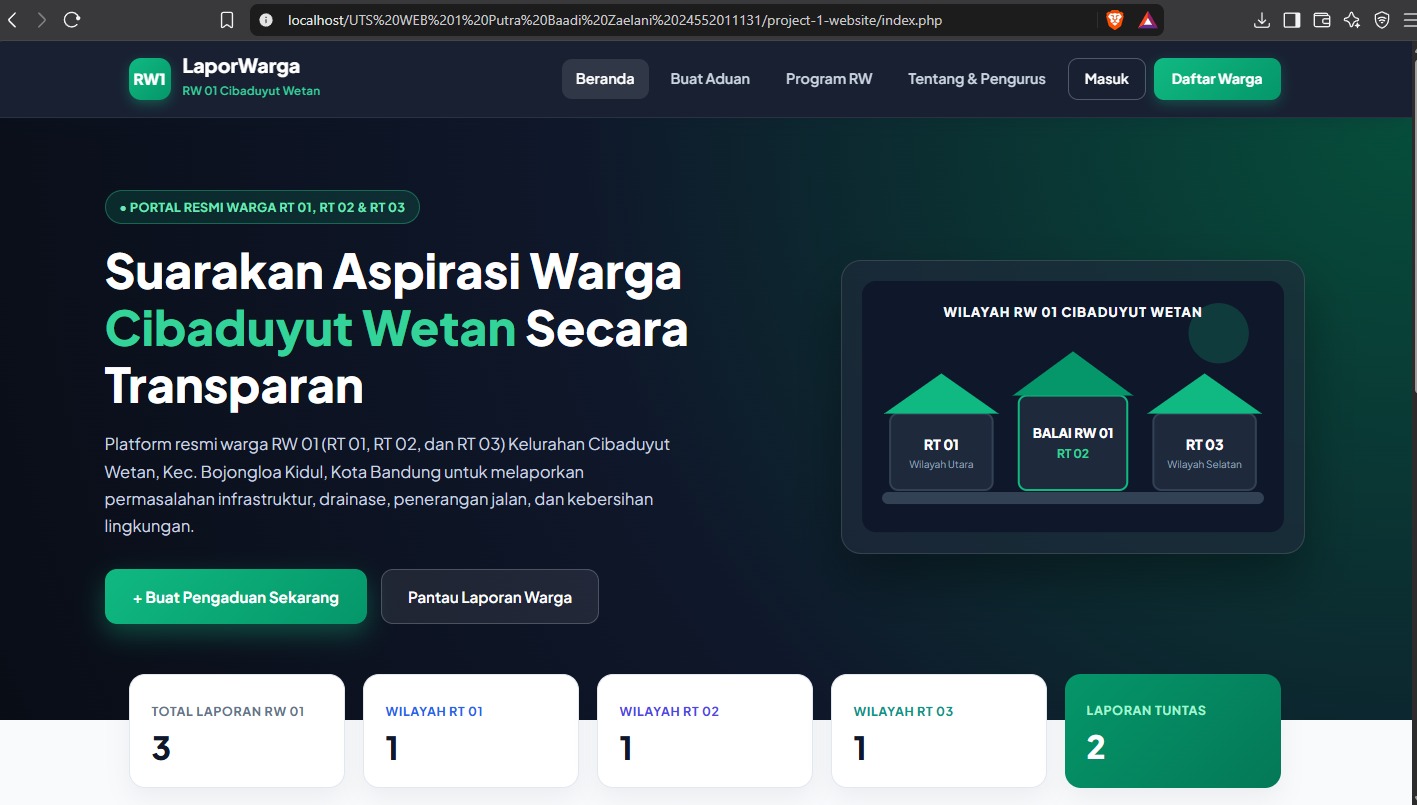 localhost/UTS%20WEB%201%20Putra%20Baadi%20Zaelani%2024552011131/project-1-website/index.php
RW1
LaporWarga
RW 01 Cibaduyut Wetan
Beranda
Buat Aduan
Program RW
Tentang & Pengurus
Masuk
Daftar Warga
● PORTAL RESMI WARGA RT 01, RT 02 & RT 03
Suarakan Aspirasi Warga
Cibaduyut Wetan Secara
Transparan
Platform resmi warga RW 01 (RT 01, RT 02, dan RT 03) Kelurahan Cibaduyut
Wetan, Kec. Bojongloa Kidul, Kota Bandung untuk melaporkan
permasalahan infrastruktur, drainase, penerangan jalan, dan kebersihan
lingkungan.
+ Buat Pengaduan Sekarang
Pantau Laporan Warga
WILAYAH RW 01 CIBADUYUT WETAN
RT 01
Wilayah Utara
BALAI RW 01
RT 02
RT 03
Wilayah Selatan
TOTAL LAPORAN RW 01
3
WILAYAH RT 01
1
WILAYAH RT 02
1
WILAYAH RT 03
1
LAPORAN TUNTAS
2